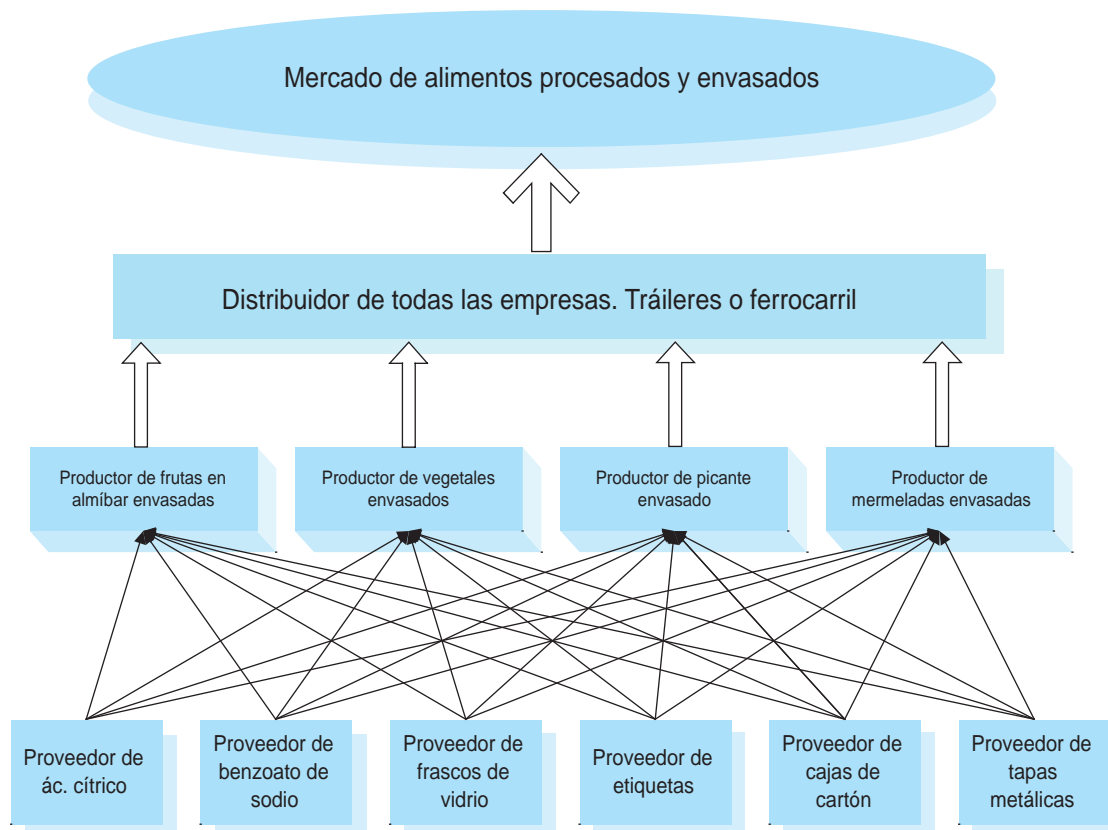 Mercado de alimentos procesados y envasados
Distribuidor de todas las empresas. Tráileres o ferrocarril
Productor de frutas en
almíbar envasadas
Productor de vegetales
envasados
Productor de picante
envasado
Productor de
mermeladas envasadas
Proveedor de
ác. cítrico
Proveedor de
benzoato de
sodio
Proveedor de
frascos de
vidrio
Proveedor de
etiquetas
Proveedor de
cajas de
cartón
Proveedor de
tapas
metálicas